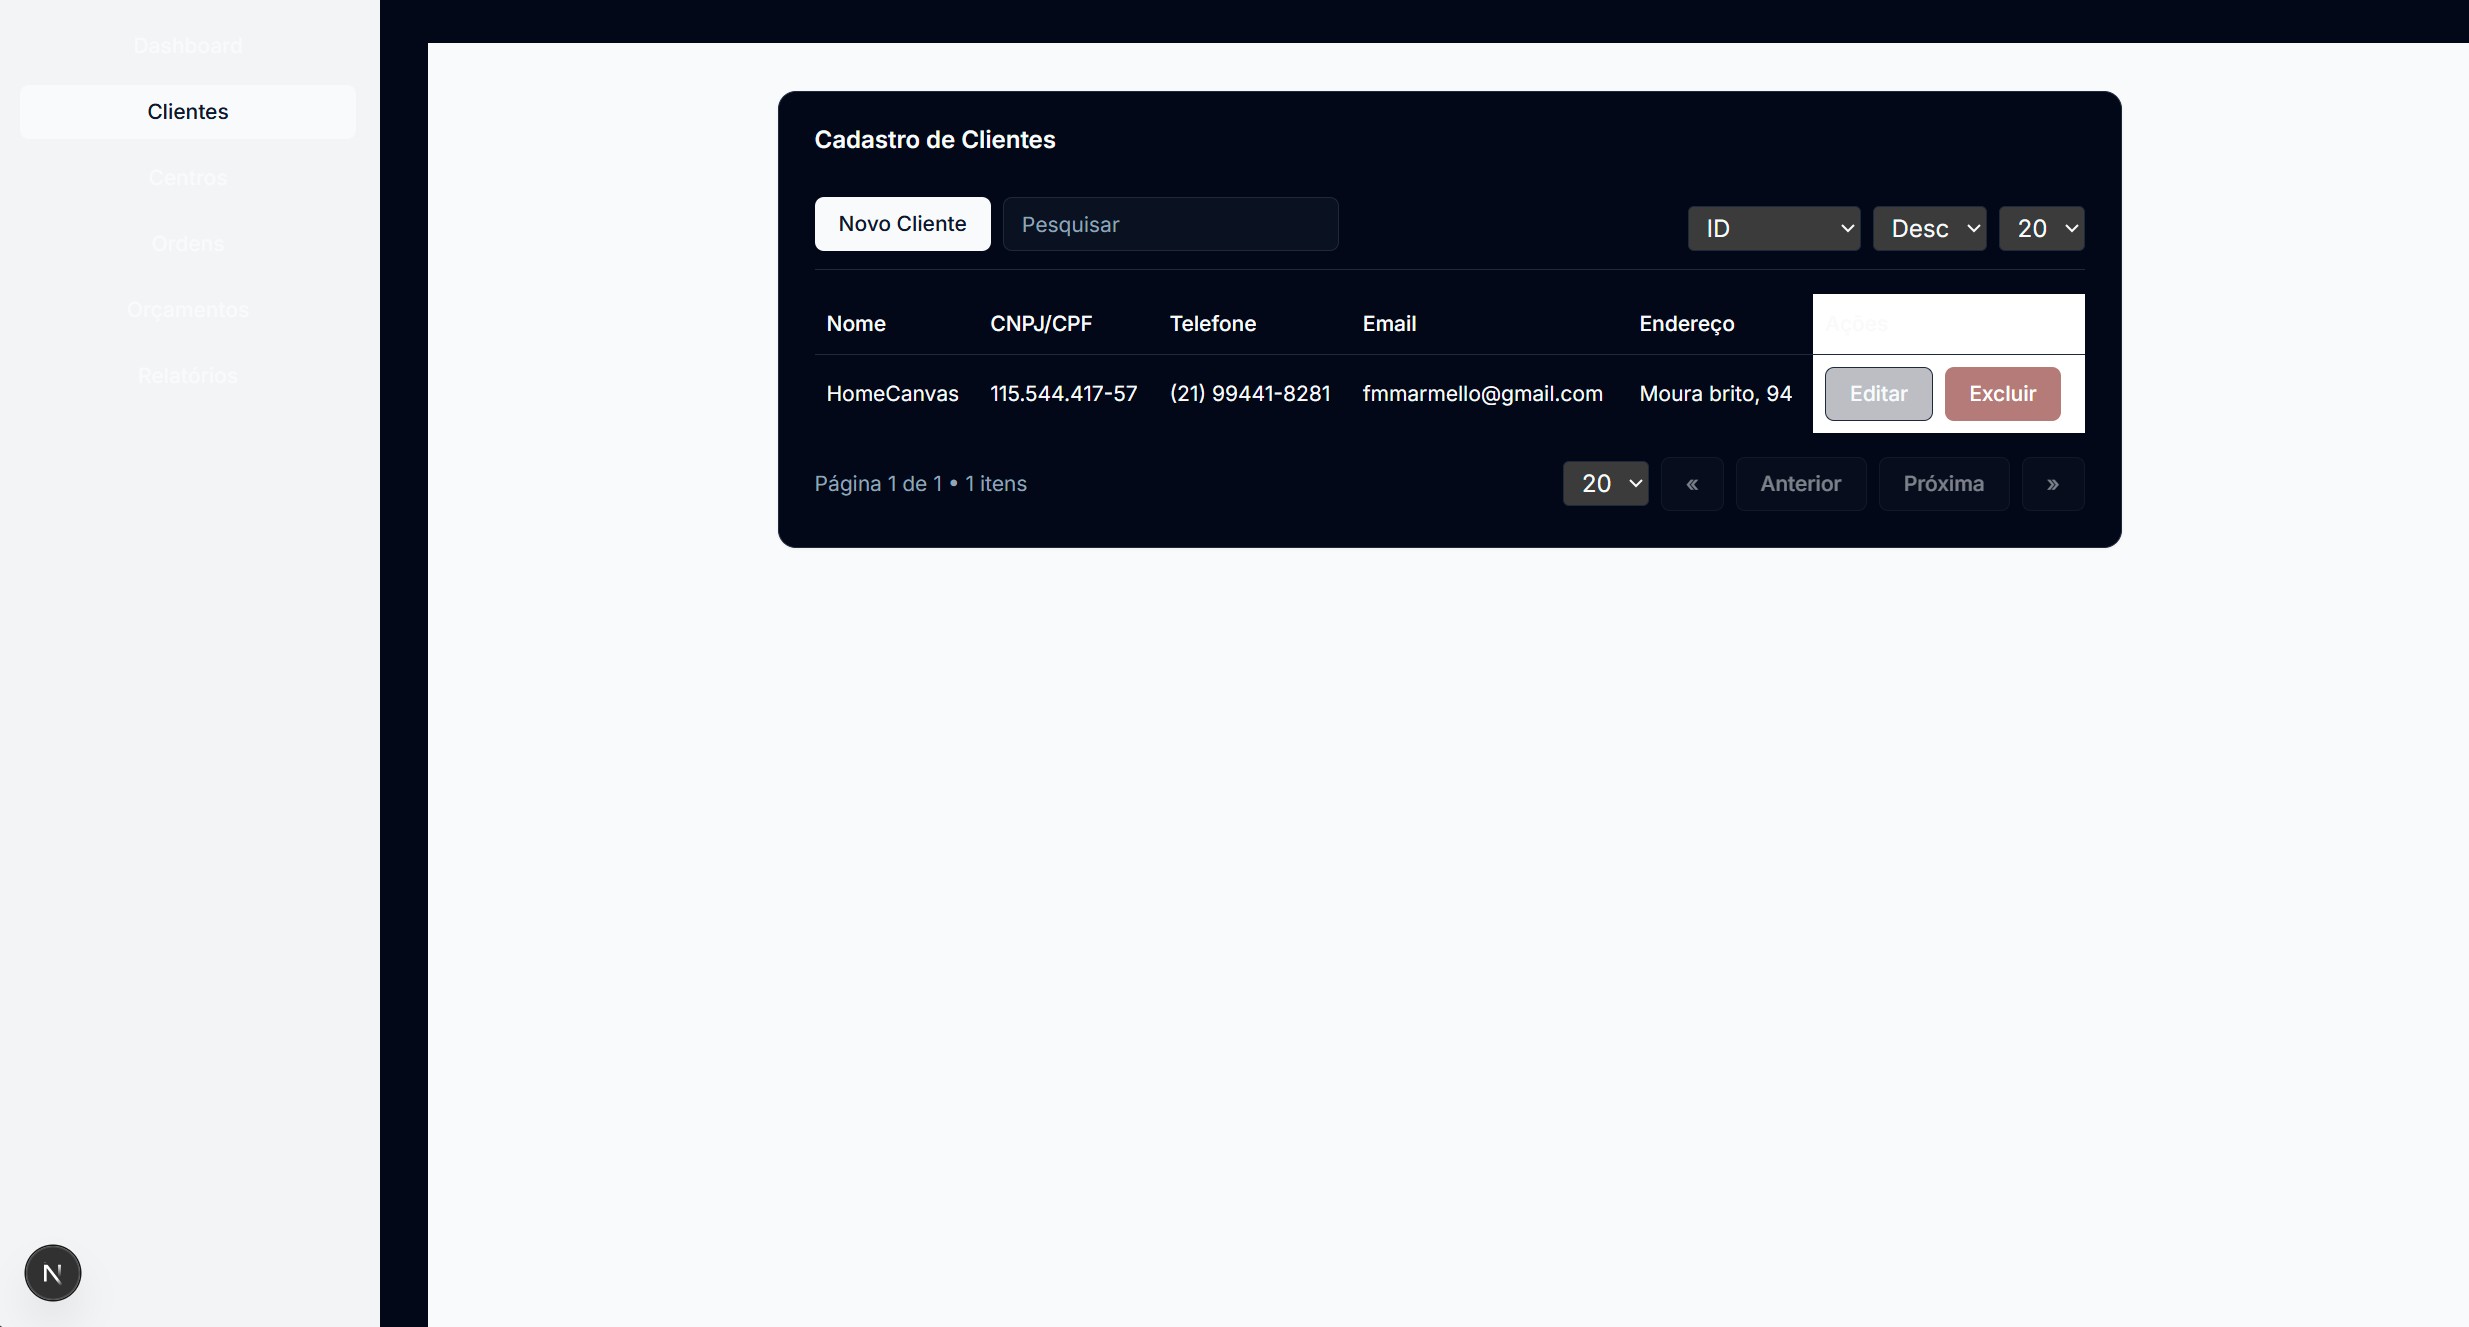 Dashboard
Clientes
Centros
Ordens
Orçamentos
Relatórios
Cadastro de Clientes
Novo Cliente Pesquisar ID Desc 20
Nome CNPJ/CPF Telefone Email Endereço Ações
HomeCanvas 115.544.417-57 (21) 99441-8281 fmmarmello@gmail.com Moura brito, 94 Editar Excluir
Página 1 de 1 • 1 itens 20 « Anterior Próxima »
N